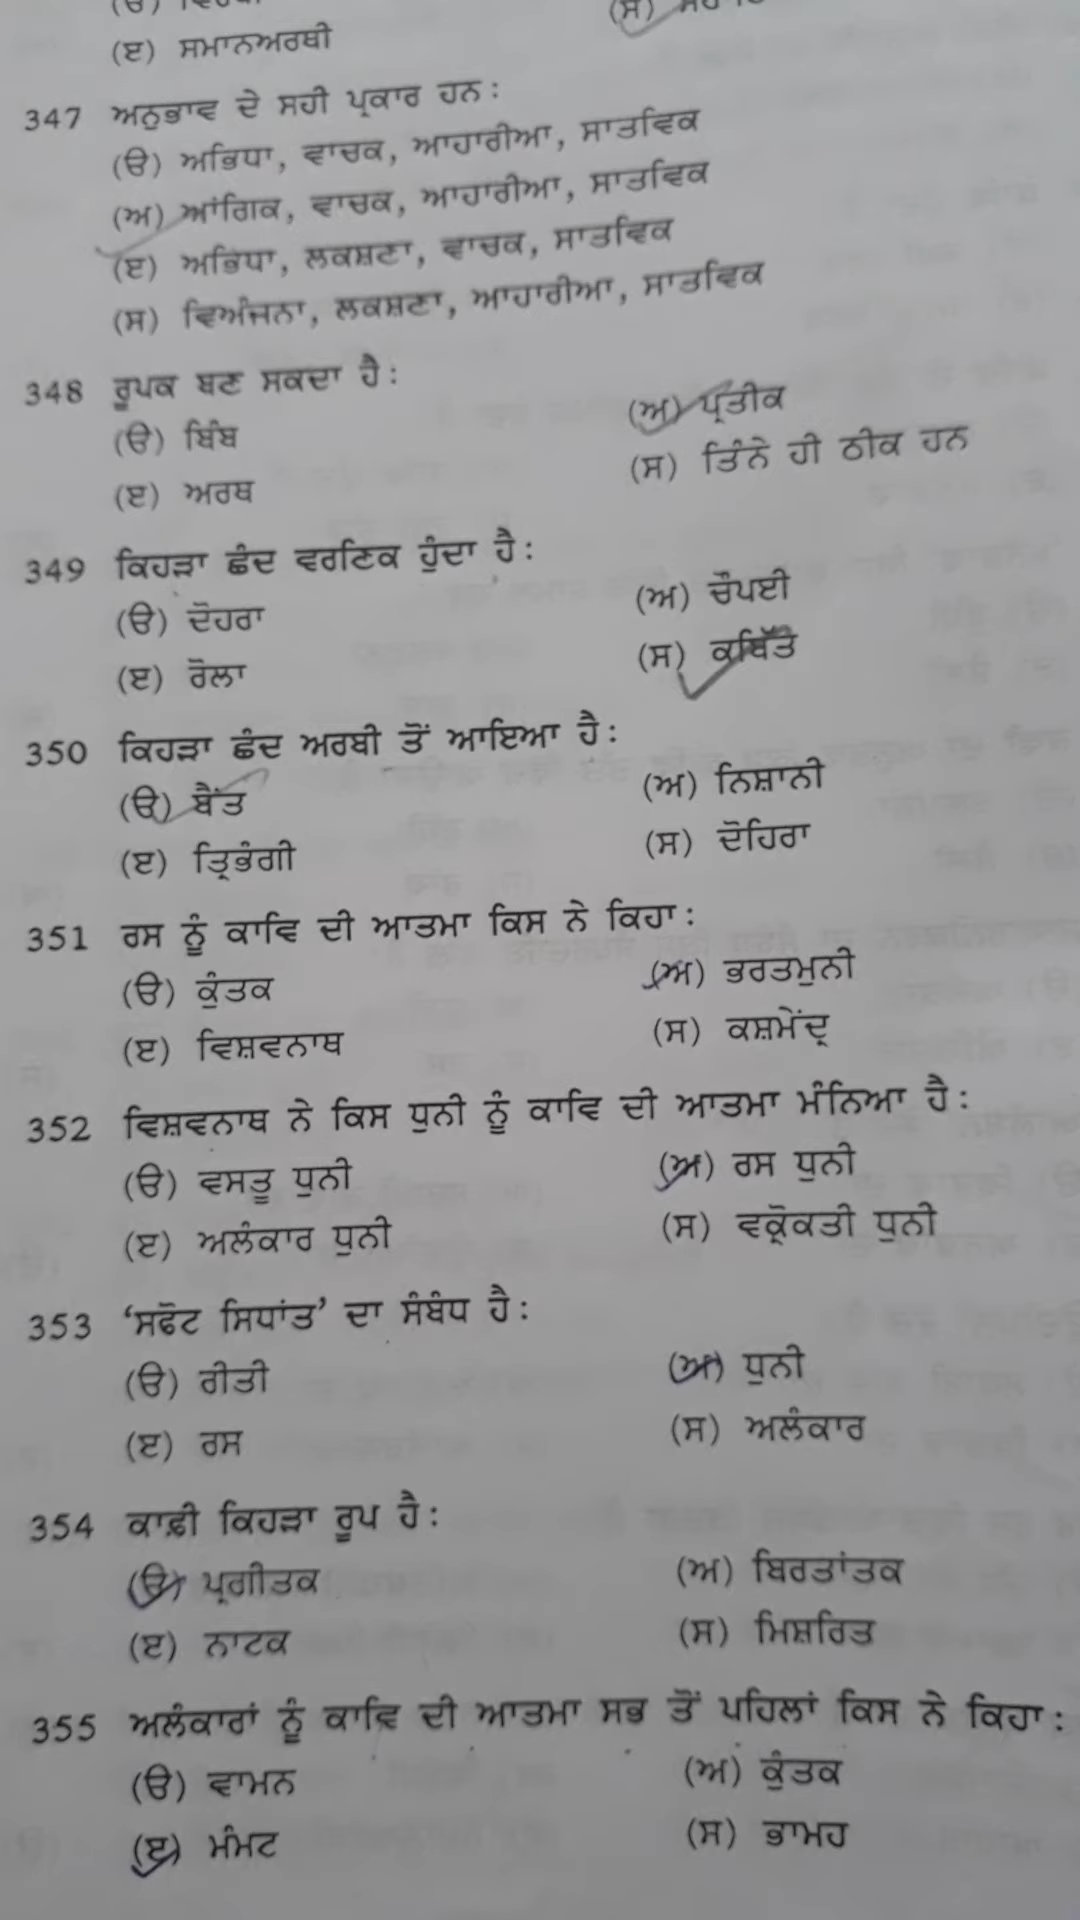 (ੲ) ਸਮਾਨਅਰਥੀ
347 ਅਨੁਭਾਵ ਦੇ ਸਹੀ ਪ੍ਰਕਾਰ ਹਨ :
(ੳ) ਅਭਿਧਾ, ਵਾਚਕ, ਆਹਾਰੀਆ, ਸਾਤਵਿਕ
(ਅ) ਆਂਗਿਕ, ਵਾਚਕ, ਆਹਾਰੀਆ, ਸਾਤਵਿਕ
(ੲ) ਅਭਿਧਾ, ਲਕਸ਼ਣਾ, ਵਾਚਕ, ਸਾਤਵਿਕ
(ਸ) ਵਿਅੰਜਨਾ, ਲਕਸ਼ਣਾ, ਆਹਾਰੀਆ, ਸਾਤਵਿਕ
348 ਰੂਪਕ ਬਣ ਸਕਦਾ ਹੈ :
(ੳ) ਬਿੰਬ (ਅ) ਪ੍ਰਤੀਕ
(ੲ) ਅਰਥ (ਸ) ਤਿੰਨੇ ਹੀ ਠੀਕ ਹਨ
349 ਕਿਹੜਾ ਛੰਦ ਵਰਣਿਕ ਹੁੰਦਾ ਹੈ :
(ੳ) ਦੋਹਰਾ (ਅ) ਚੌਪਈ
(ੲ) ਰੋਲਾ (ਸ) ਕਬਿੱਤ
350 ਕਿਹੜਾ ਛੰਦ ਅਰਬੀ ਤੋਂ ਆਇਆ ਹੈ :
(ੳ) ਬੈਂਤ (ਅ) ਨਿਸ਼ਾਨੀ
(ੲ) ਤ੍ਰਿਭੰਗੀ (ਸ) ਦੋਹਿਰਾ
351 ਰਸ ਨੂੰ ਕਾਵਿ ਦੀ ਆਤਮਾ ਕਿਸ ਨੇ ਕਿਹਾ :
(ੳ) ਕੁੰਤਕ (ਅ) ਭਰਤਮੁਨੀ
(ੲ) ਵਿਸ਼ਵਨਾਥ (ਸ) ਕਸ਼ਮੇਂਦ੍ਰ
352 ਵਿਸ਼ਵਨਾਥ ਨੇ ਕਿਸ ਧੁਨੀ ਨੂੰ ਕਾਵਿ ਦੀ ਆਤਮਾ ਮੰਨਿਆ ਹੈ :
(ੳ) ਵਸਤੂ ਧੁਨੀ (ਅ) ਰਸ ਧੁਨੀ
(ੲ) ਅਲੰਕਾਰ ਧੁਨੀ (ਸ) ਵਕ੍ਰੋਕਤੀ ਧੁਨੀ
353 ‘ਸਫੋਟ ਸਿਧਾਂਤ’ ਦਾ ਸੰਬੰਧ ਹੈ :
(ੳ) ਰੀਤੀ (ਅ) ਧੁਨੀ
(ੲ) ਰਸ (ਸ) ਅਲੰਕਾਰ
354 ਕਾਫ਼ੀ ਕਿਹੜਾ ਰੂਪ ਹੈ :
(ੳ) ਪ੍ਰਗੀਤਕ (ਅ) ਬਿਰਤਾਂਤਕ
(ੲ) ਨਾਟਕ (ਸ) ਮਿਸ਼ਰਿਤ
355 ਅਲੰਕਾਰਾਂ ਨੂੰ ਕਾਵਿ ਦੀ ਆਤਮਾ ਸਭ ਤੋਂ ਪਹਿਲਾਂ ਕਿਸ ਨੇ ਕਿਹਾ :
(ੳ) ਵਾਮਨ (ਅ) ਕੁੰਤਕ
(ੲ) ਮੰਮਟ (ਸ) ਭਾਮਹ